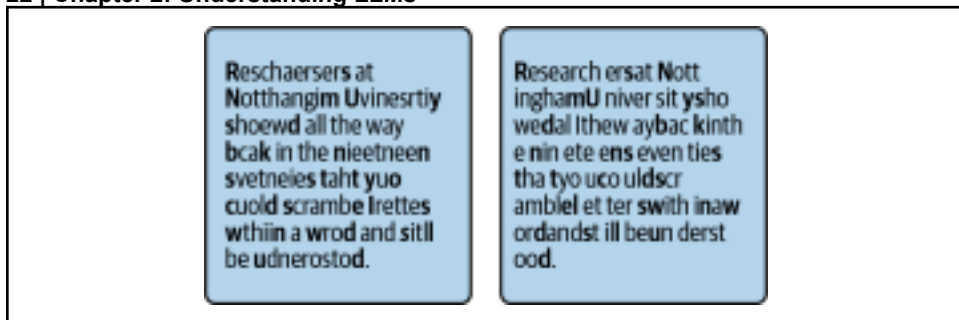 22 | Chapter 2: Understanding LLMs
Reschaersers at
Notthangim Uvinesrtiy
shoewd all the way
bcak in the nieetneen
svetneies taht yuo
cuold scrambe lrettes
wthiin a wrod and sitll
be udnerostod.
Research ersat Nott
inghamU niver sit ysho
wedal lthew aybac kinth
e nin ete ens even ties
tha tyo uco uldscr
amblel et ter swith inaw
ordandst ill beun derst
ood.